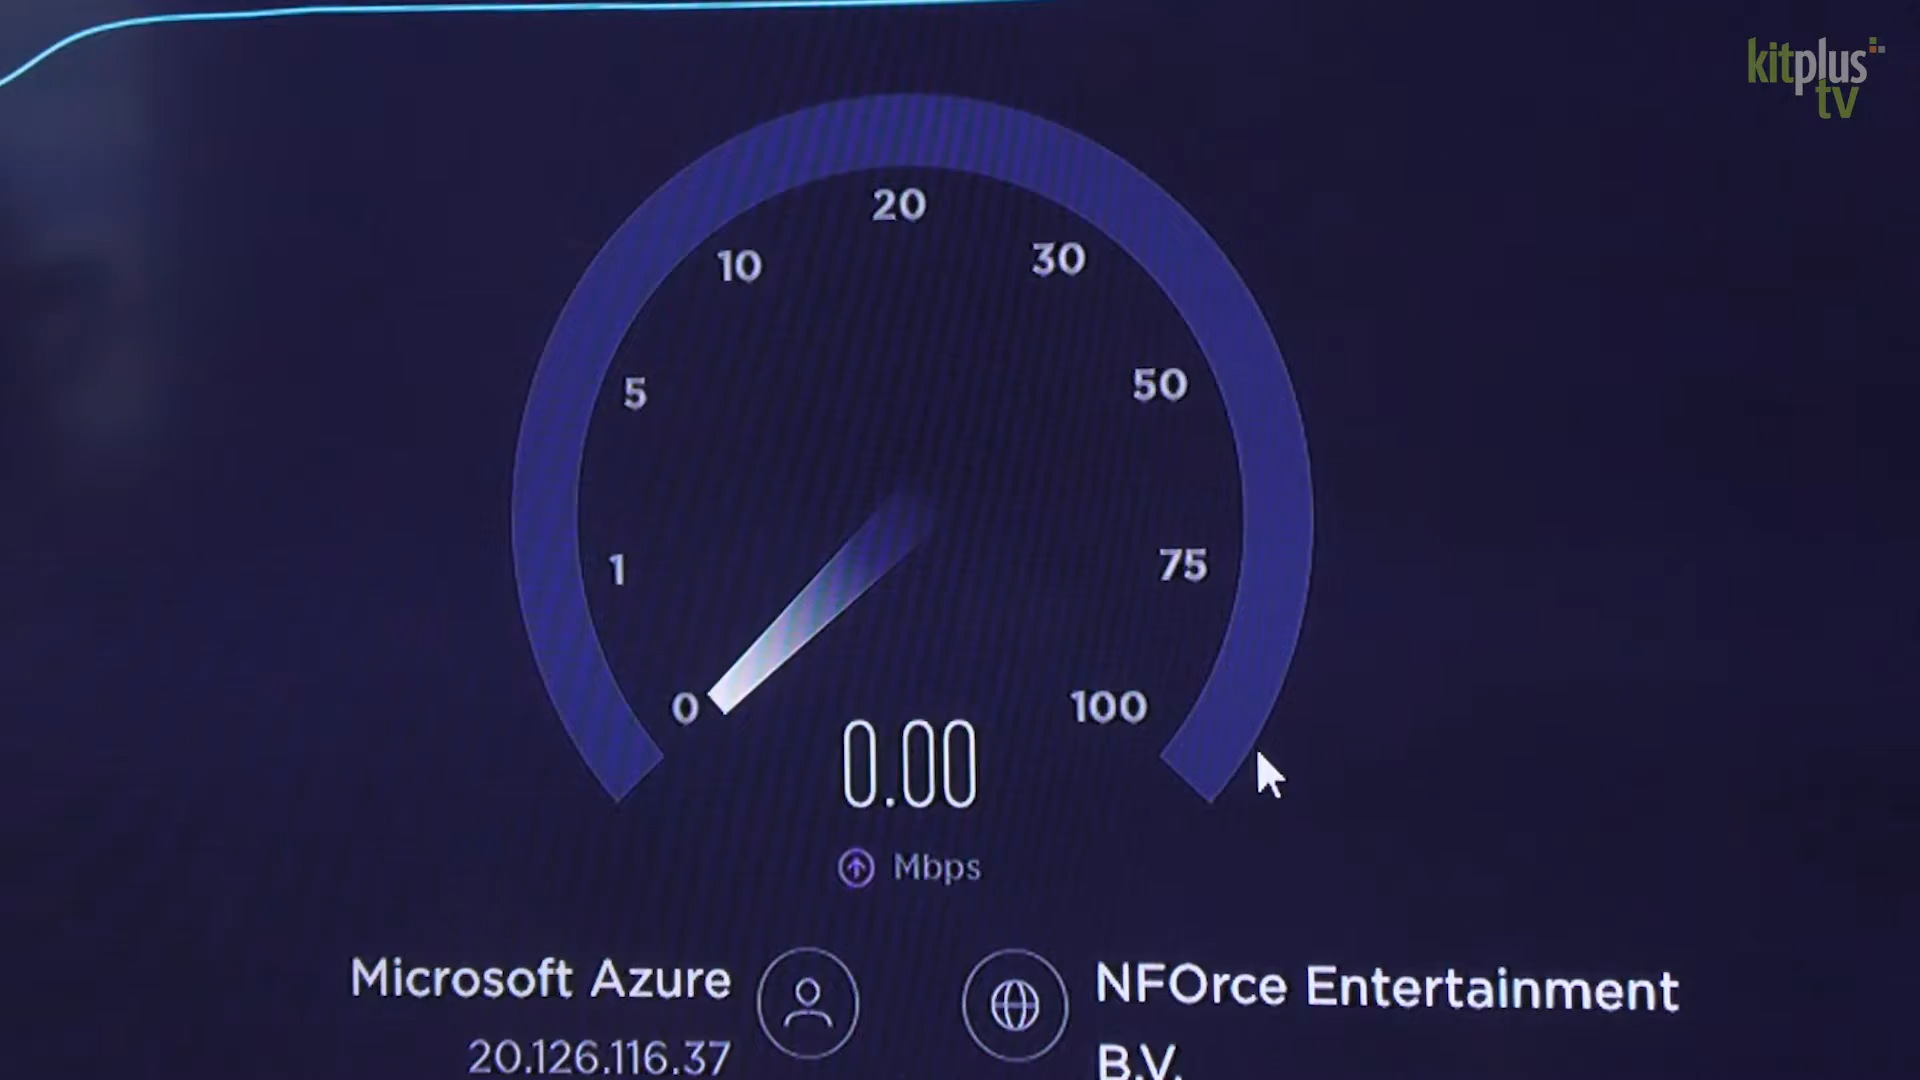 kitplus
tv
20
10
30
5
50
1
75
0
100
0.00
Mbps
Microsoft Azure
NFOrce Entertainment
20.126.116.37
B.V.